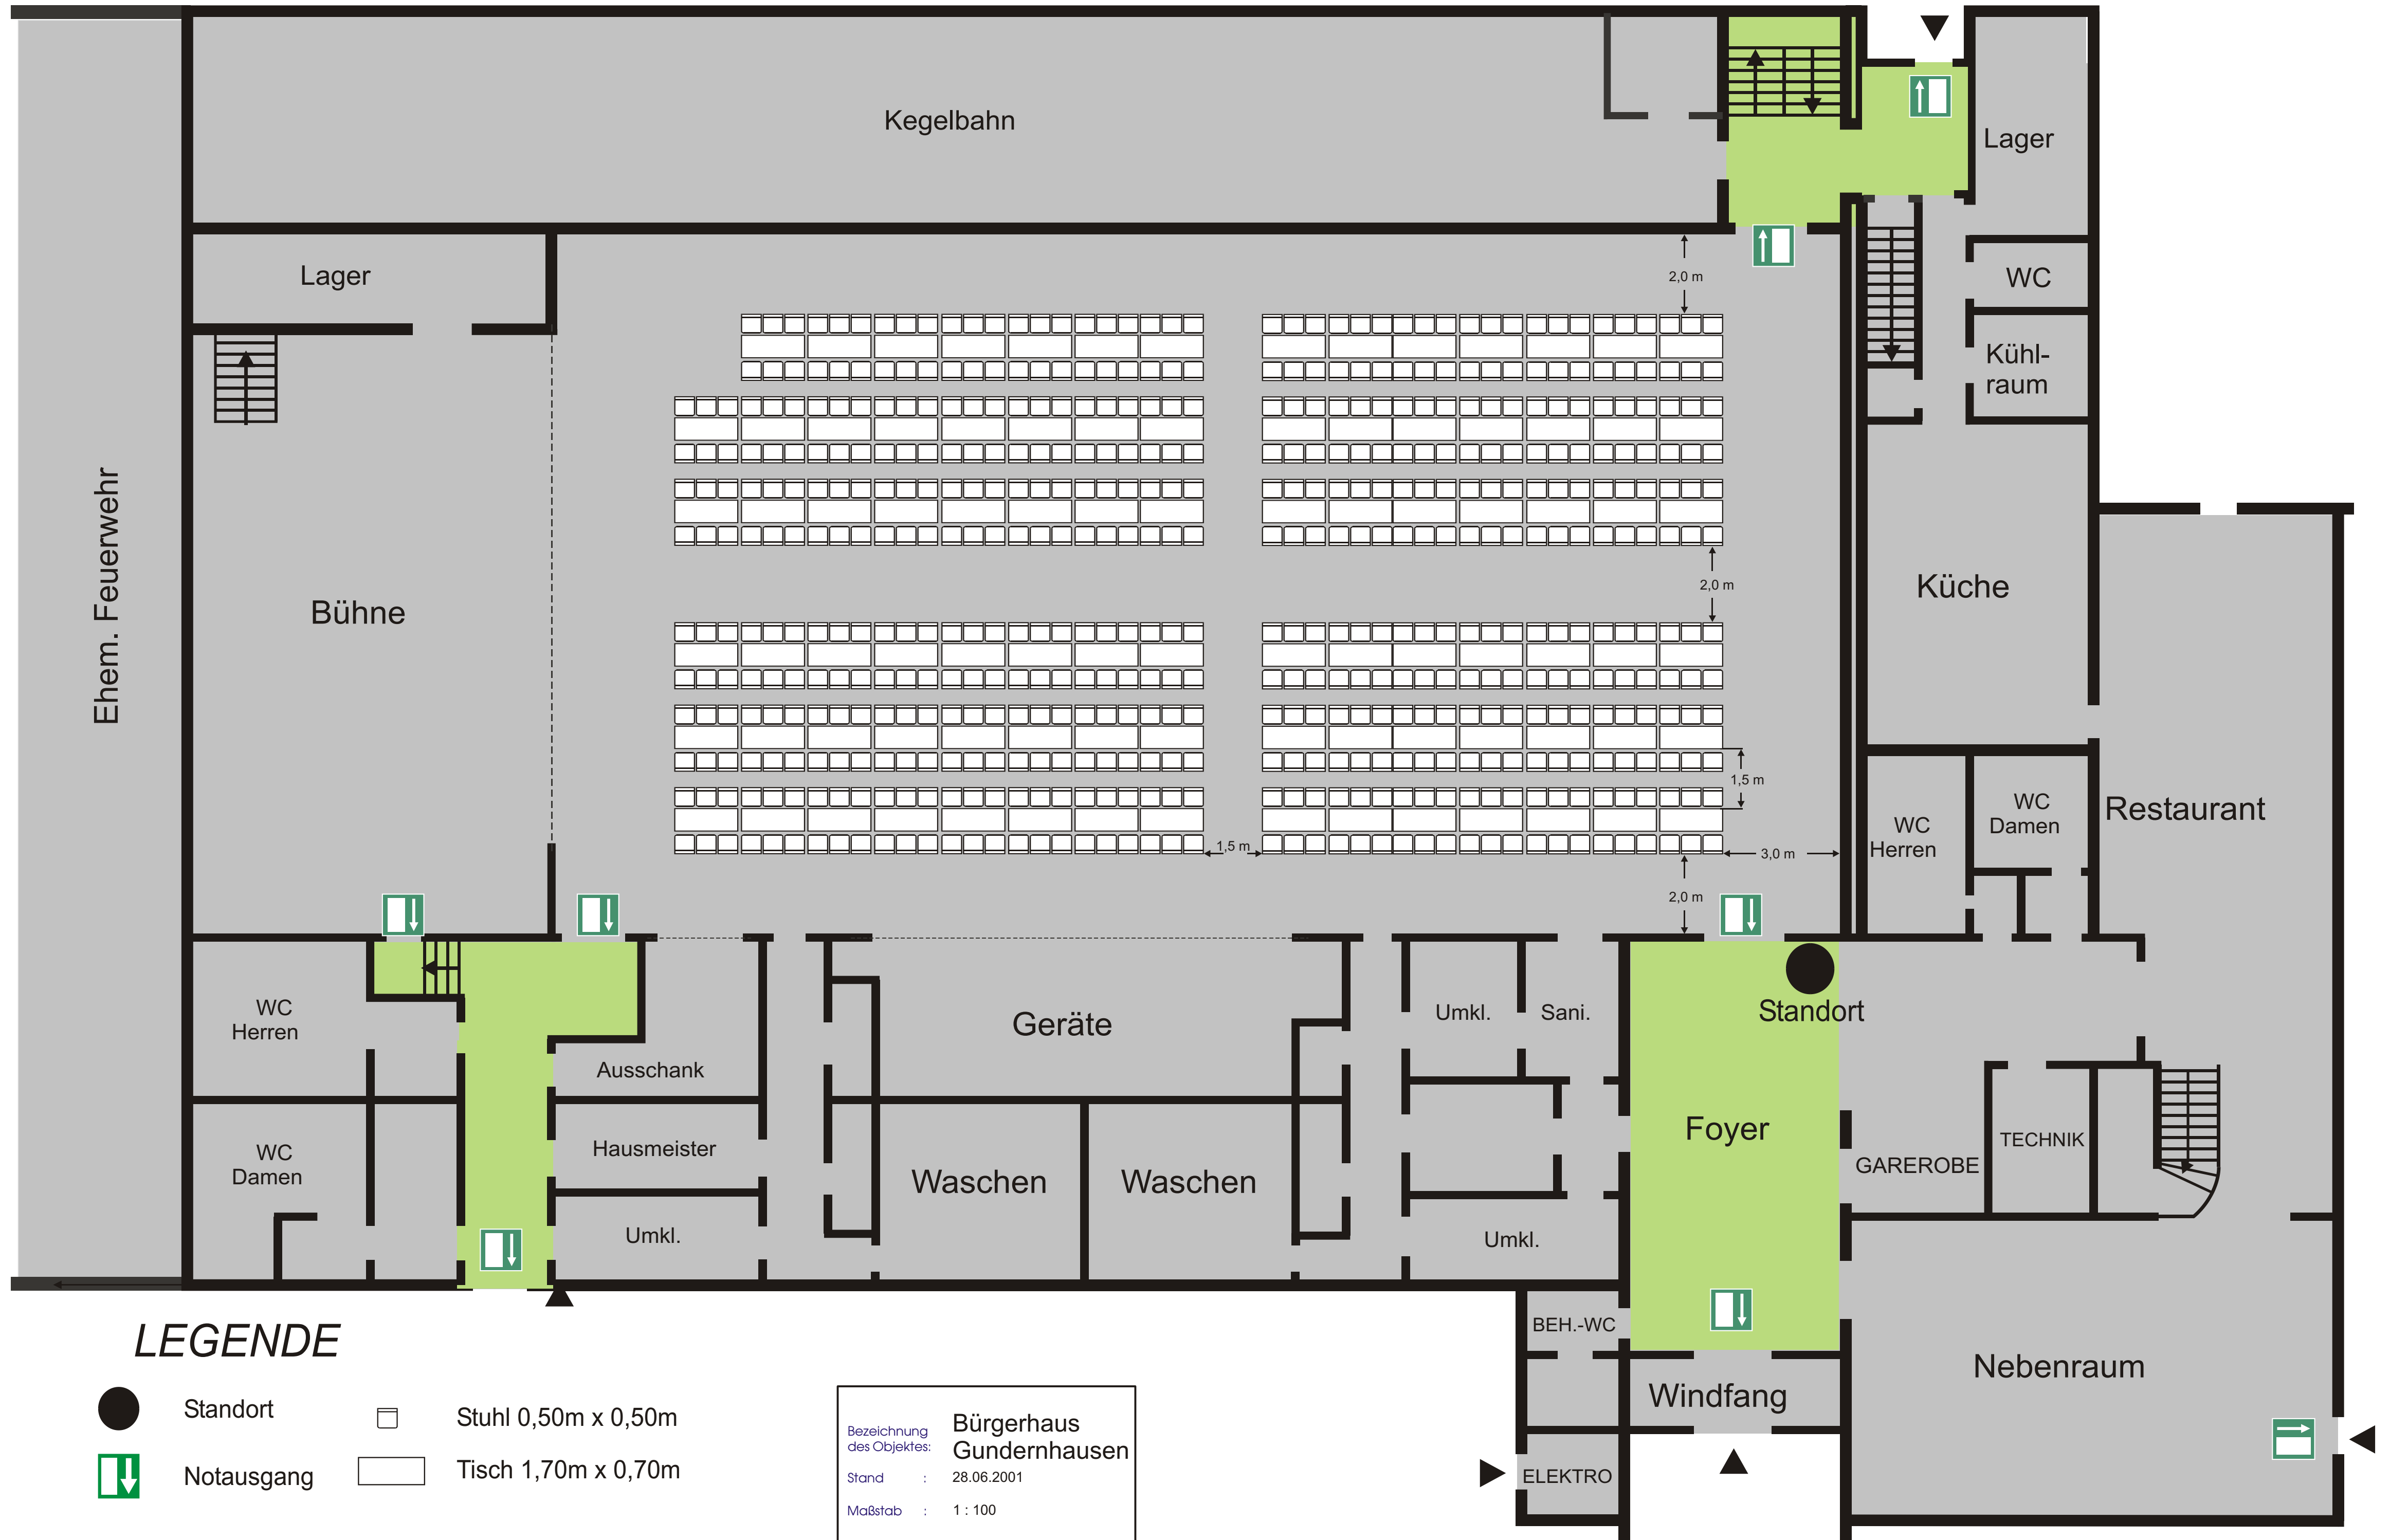 Kegelbahn
Lager
Lager
2,0 m
WC
Kühl-
raum
Ehem. Feuerwehr
Bühne
2,0 m
Küche
1,5 m
Restaurant
WC
Damen
WC
Herren
1,5 m
3,0 m
2,0 m
WC
Herren
Ausschank
Geräte
Umkl.
Sani.
Standort
Foyer
WC
Damen
Hausmeister
Waschen
Waschen
GAREROBE
TECHNIK
Umkl.
Umkl.
BEH.-WC
Windfang
Nebenraum
ELEKTRO
LEGENDE
Standort
Stuhl 0,50m x 0,50m
Notausgang
Tisch 1,70m x 0,70m
Bezeichnung
des Objektes:
Bürgerhaus
Gundernhausen
Stand : 28.06.2001
Maßstab : 1 : 100